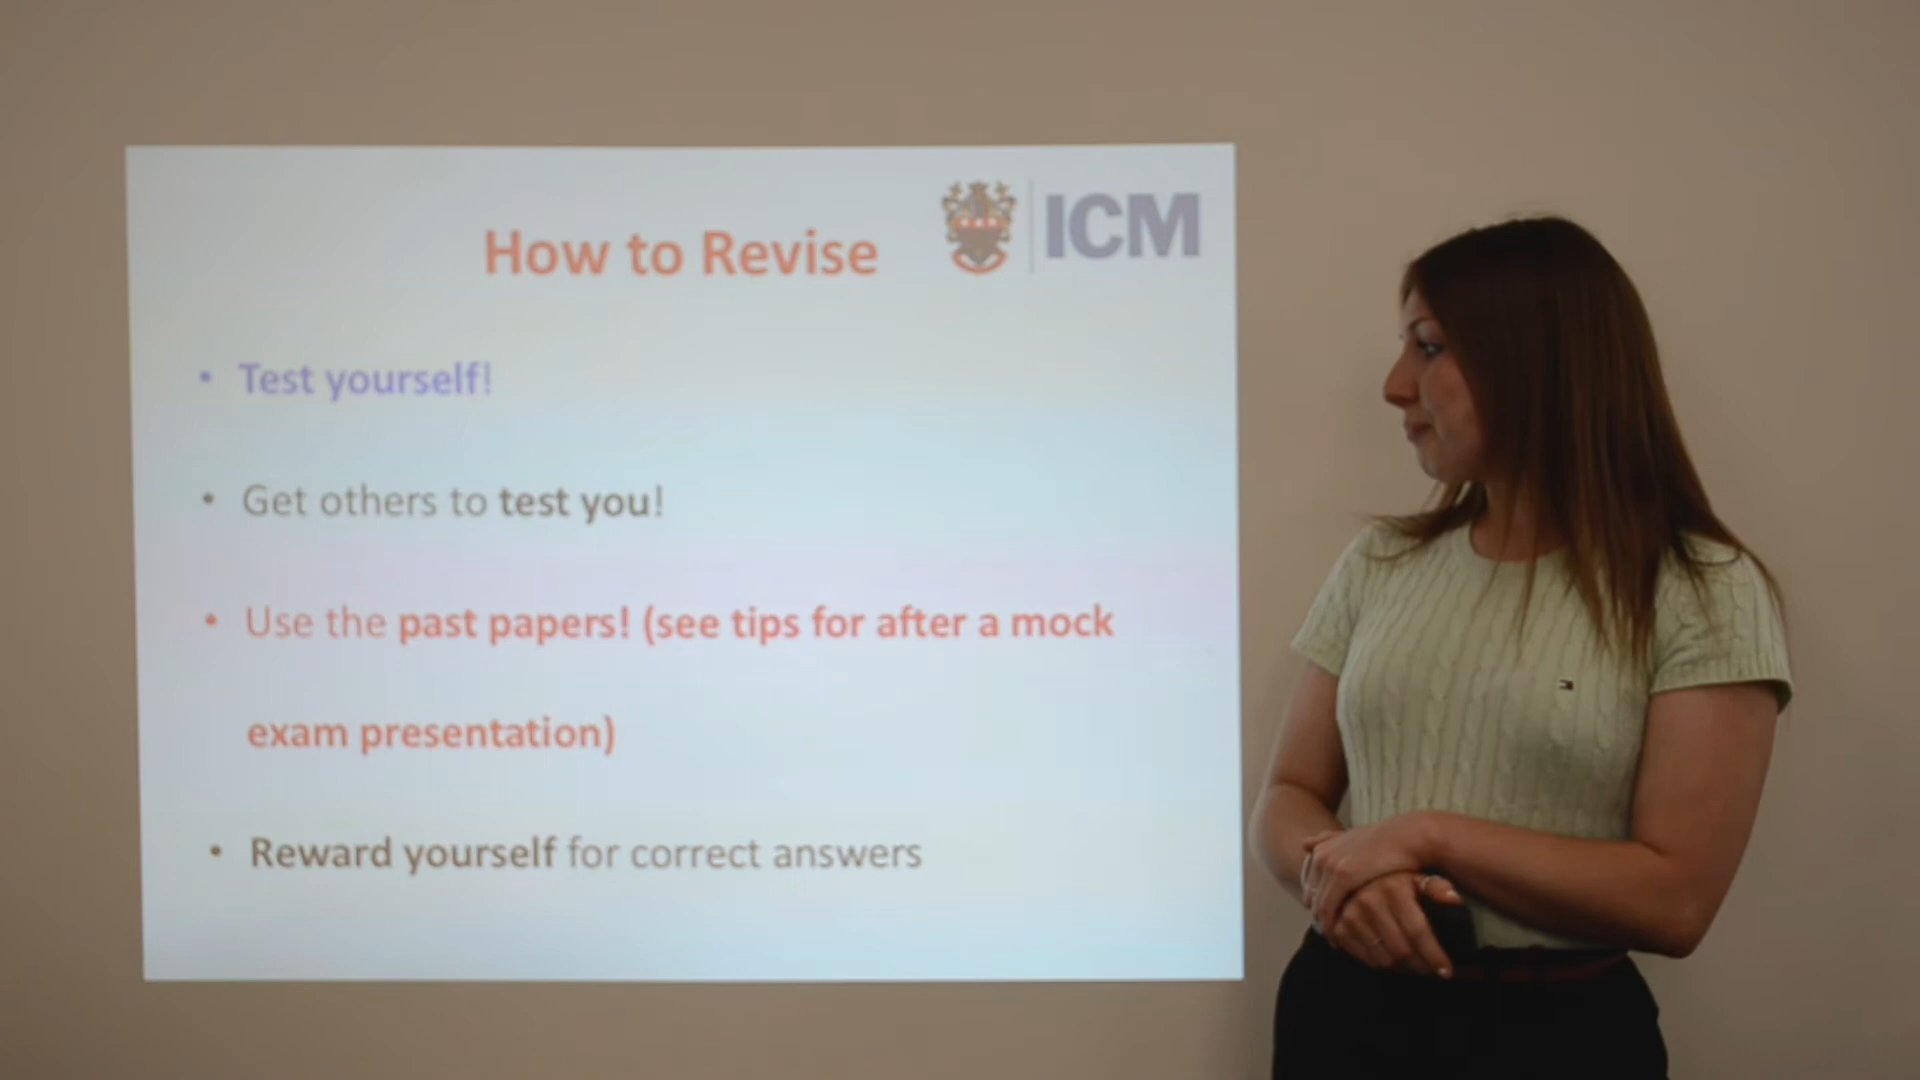 ICM
How to Revise
• Test yourself!
• Get others to test you!
• Use the past papers! (see tips for after a mock
exam presentation)
• Reward yourself for correct answers